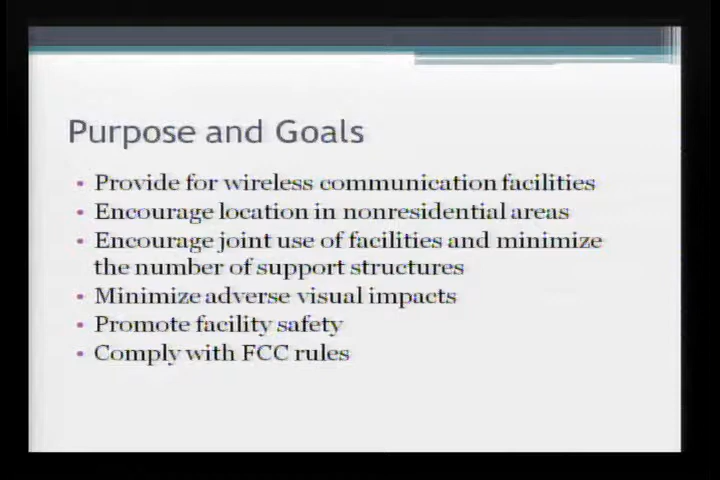 Purpose and Goals
• Provide for wireless communication facilities
• Encourage location in nonresidential areas
• Encourage joint use of facilities and minimize
the number of support structures
• Minimize adverse visual impacts
• Promote facility safety
• Comply with FCC rules